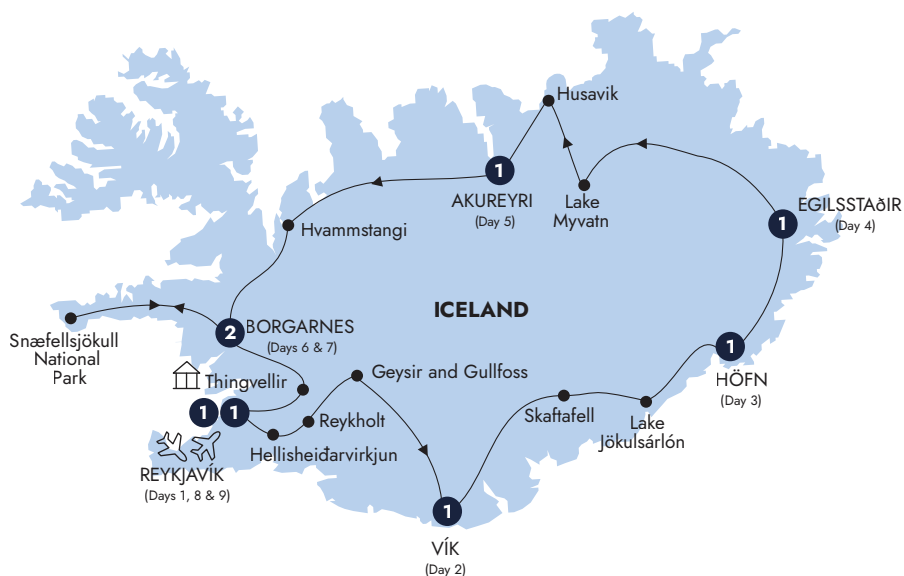 Husavik
1
AKUREYRI
(Day 5)
Lake
Myvatn
EGILSSTAðIR
1
(Day 4)
Hvammstangi
ICELAND
Snæfellsjökull
National
Park
2
BORGARNES
(Days 6 & 7)
Geysir and Gullfoss
1
HÖFN
(Day 3)
Thingvellir
1
1
Reykholt
Skaftafell
Lake
Jökulsárlón
Hellisheiðarvirkjun
REYKJAVÍK
(Days 1, 8 & 9)
1
VÍK
(Day 2)